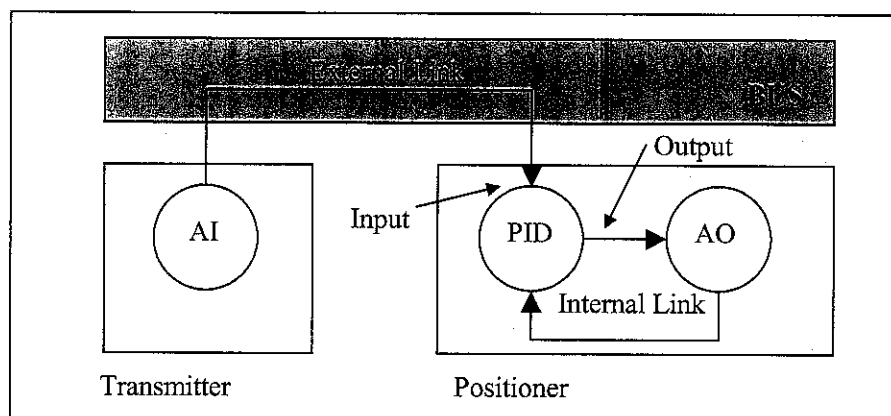 External Link
BUS
Output
Input
AI
PID
AO
Internal Link
Transmitter
Positioner